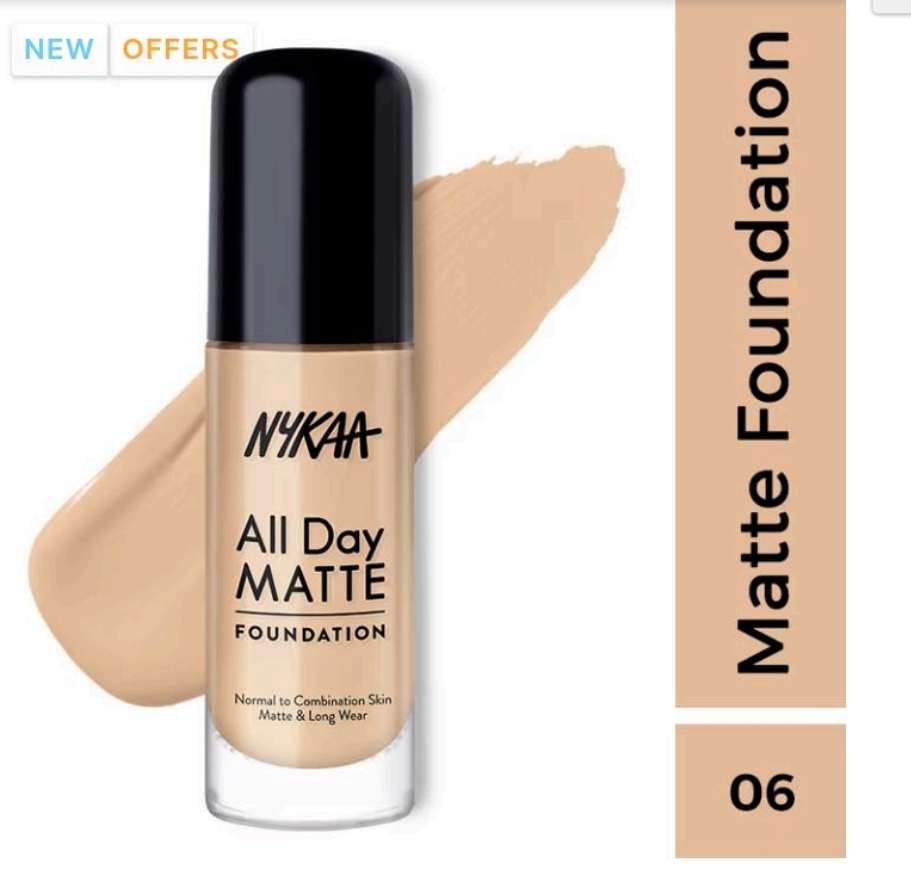 NEW OFFERS
NYKAA
All Day
MATTE
FOUNDATION
Normal to Combination Skin
Matte & Long Wear
Matte Foundation
06